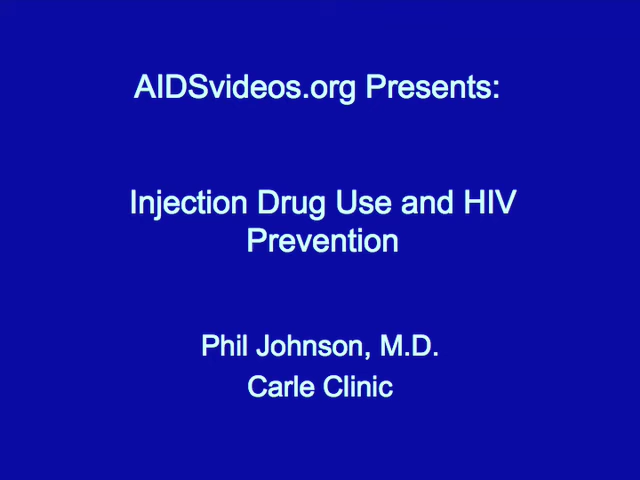 AIDSvideos.org Presents:
Injection Drug Use and HIV
Prevention
Phil Johnson, M.D.
Carle Clinic